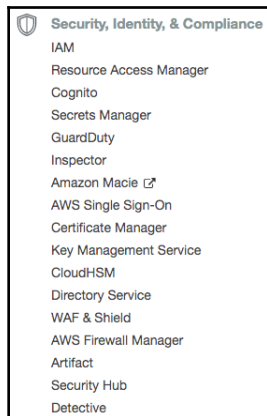 Security, Identity, & Compliance
IAM
Resource Access Manager
Cognito
Secrets Manager
GuardDuty
Inspector
Amazon Macie
AWS Single Sign-On
Certificate Manager
Key Management Service
CloudHSM
Directory Service
WAF & Shield
AWS Firewall Manager
Artifact
Security Hub
Detective